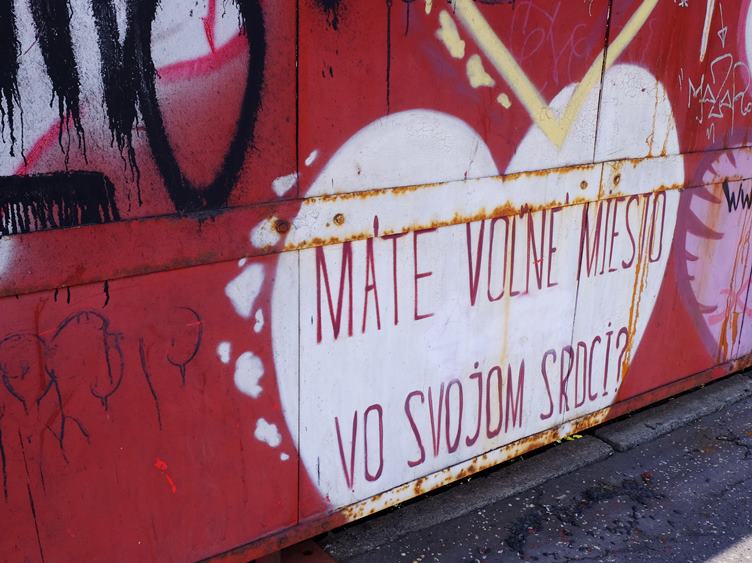 MÁTE VOĽNÉ MIESTO
VO SVOJOM SRDCI?